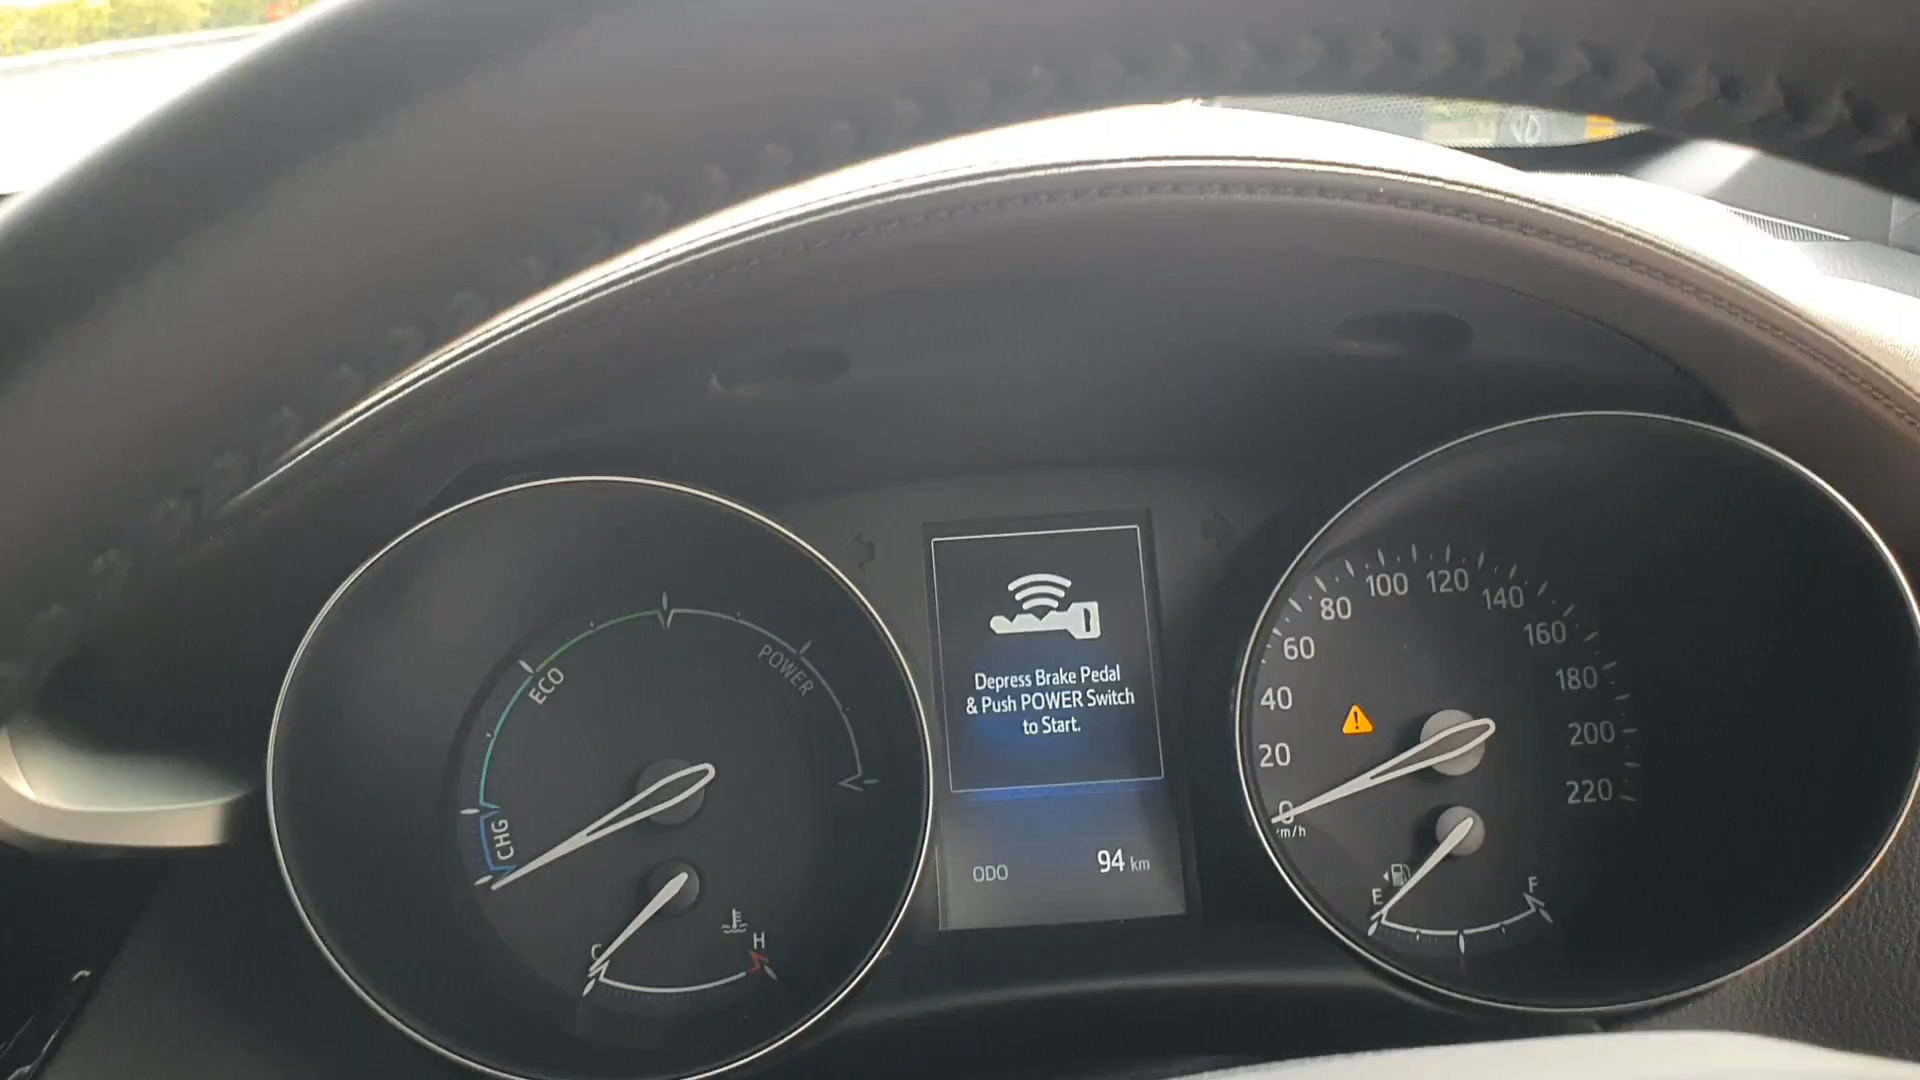 ECO
POWER
CHG
C
H
Depress Brake Pedal
& Push POWER Switch
to Start.
ODO 94 km
0
20
40
60
80
100
120
140
160
180
200
220
km/h
E
F